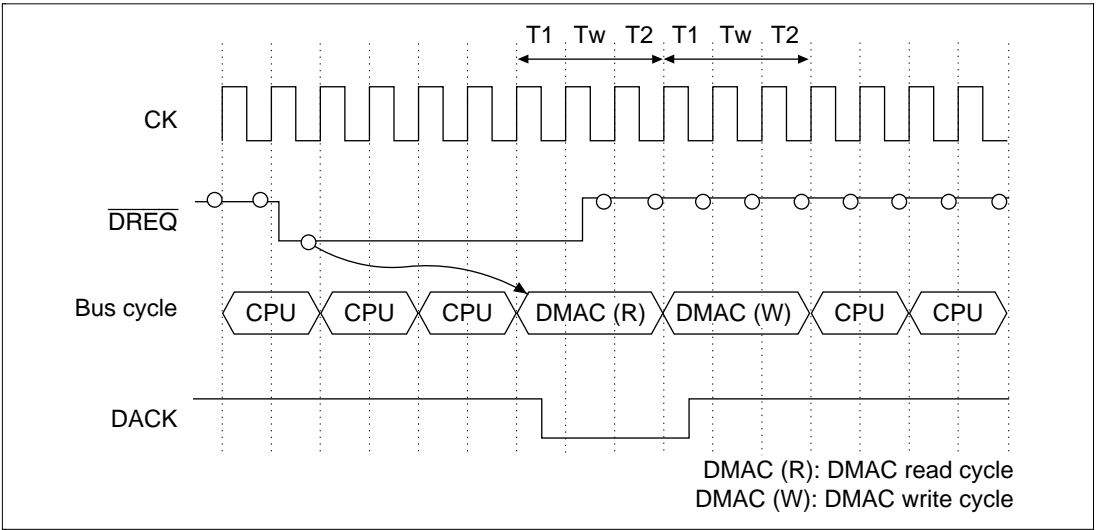 T1 Tw T2 T1 Tw T2
CK
DREQ
Bus cycle CPU CPU CPU DMAC (R) DMAC (W) CPU CPU
DACK
DMAC (R): DMAC read cycle
DMAC (W): DMAC write cycle